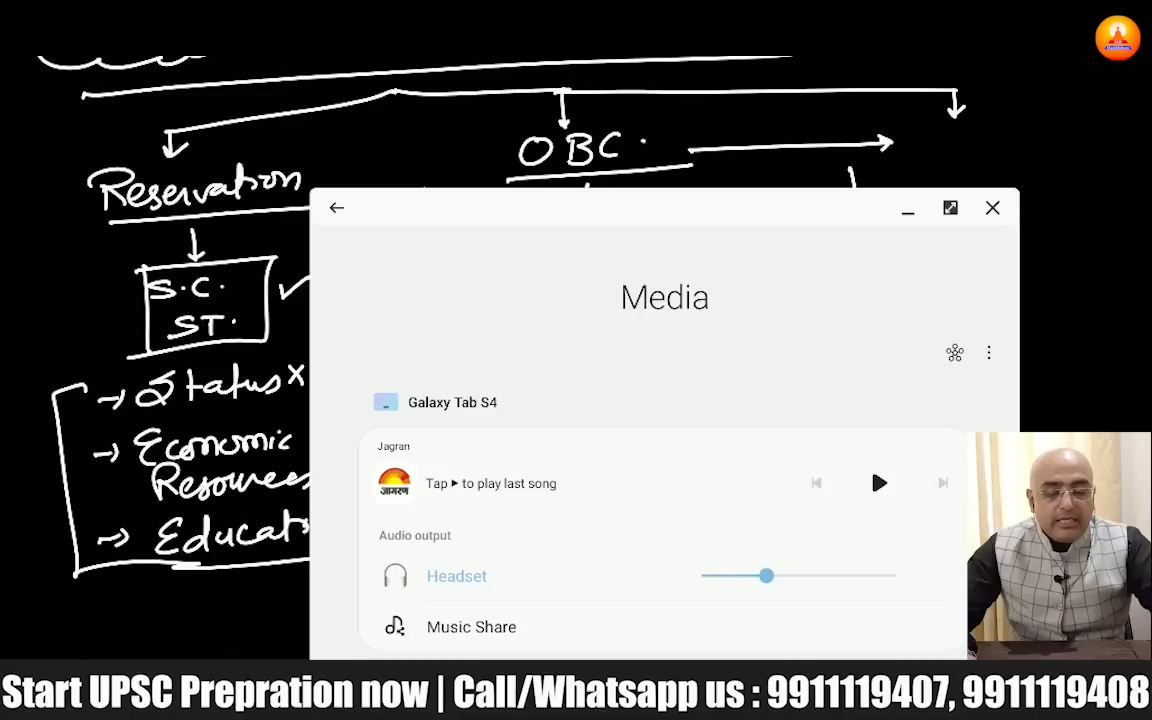 OBC.
Reservation
S.C.
ST.
→ Status x
→ Economic
Resources
→ Educat
Media
Galaxy Tab S4
Jagran
जागरण
Tap ▶ to play last song
Audio output
Headset
Music Share
Start UPSC Prepration now | Call/Whatsapp us : 9911119407, 9911119408